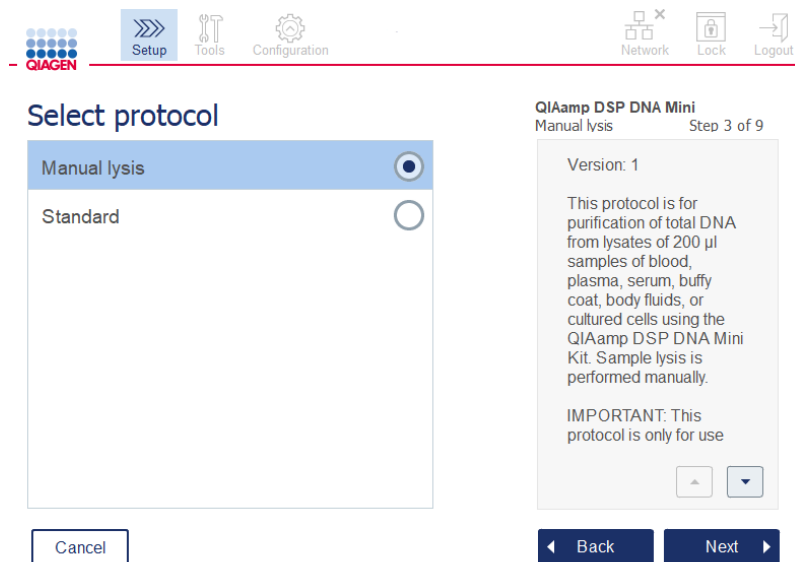 QIAGEN
Setup
Tools
Configuration
Network
Lock
Logout
Select protocol
Manual lysis
Standard
QIAamp DSP DNA Mini
Manual lysis Step 3 of 9
Version: 1
This protocol is for
purification of total DNA
from lysates of 200 µl
samples of blood,
plasma, serum, buffy
coat, body fluids, or
cultured cells using the
QIAamp DSP DNA Mini
Kit. Sample lysis is
performed manually.
IMPORTANT: This
protocol is only for use
Cancel
Back
Next